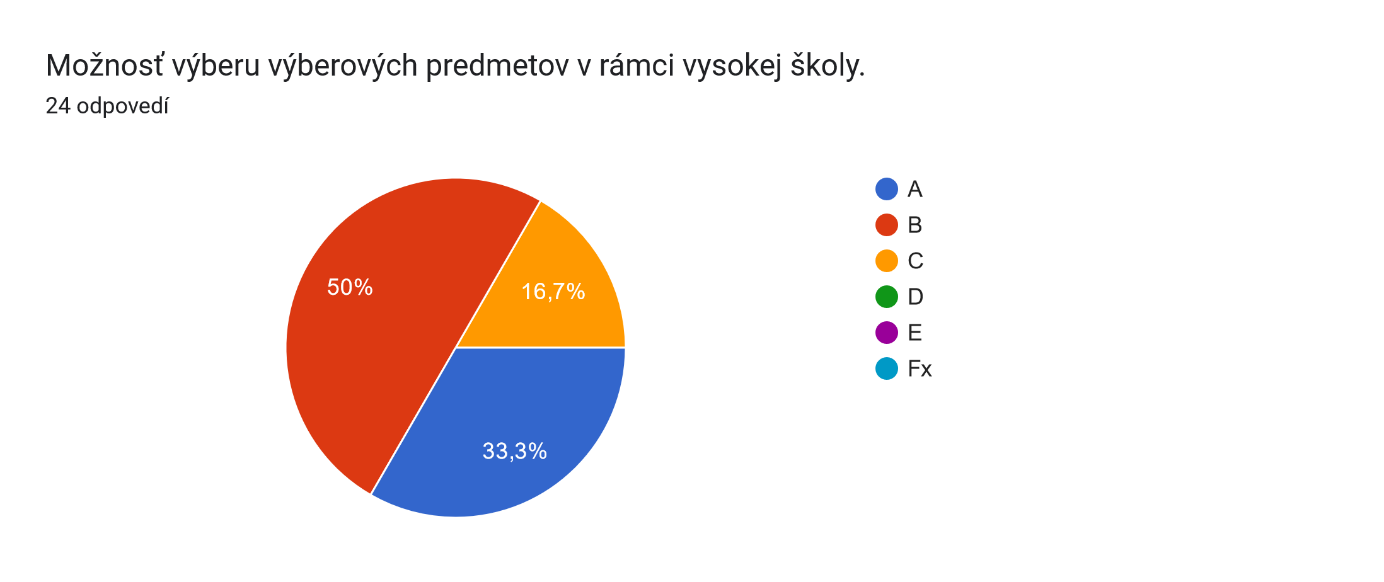 Možnosť výberu výberových predmetov v rámci vysokej školy.
24 odpovedí
A
B
C
D
E
Fx
50%
16,7%
33,3%